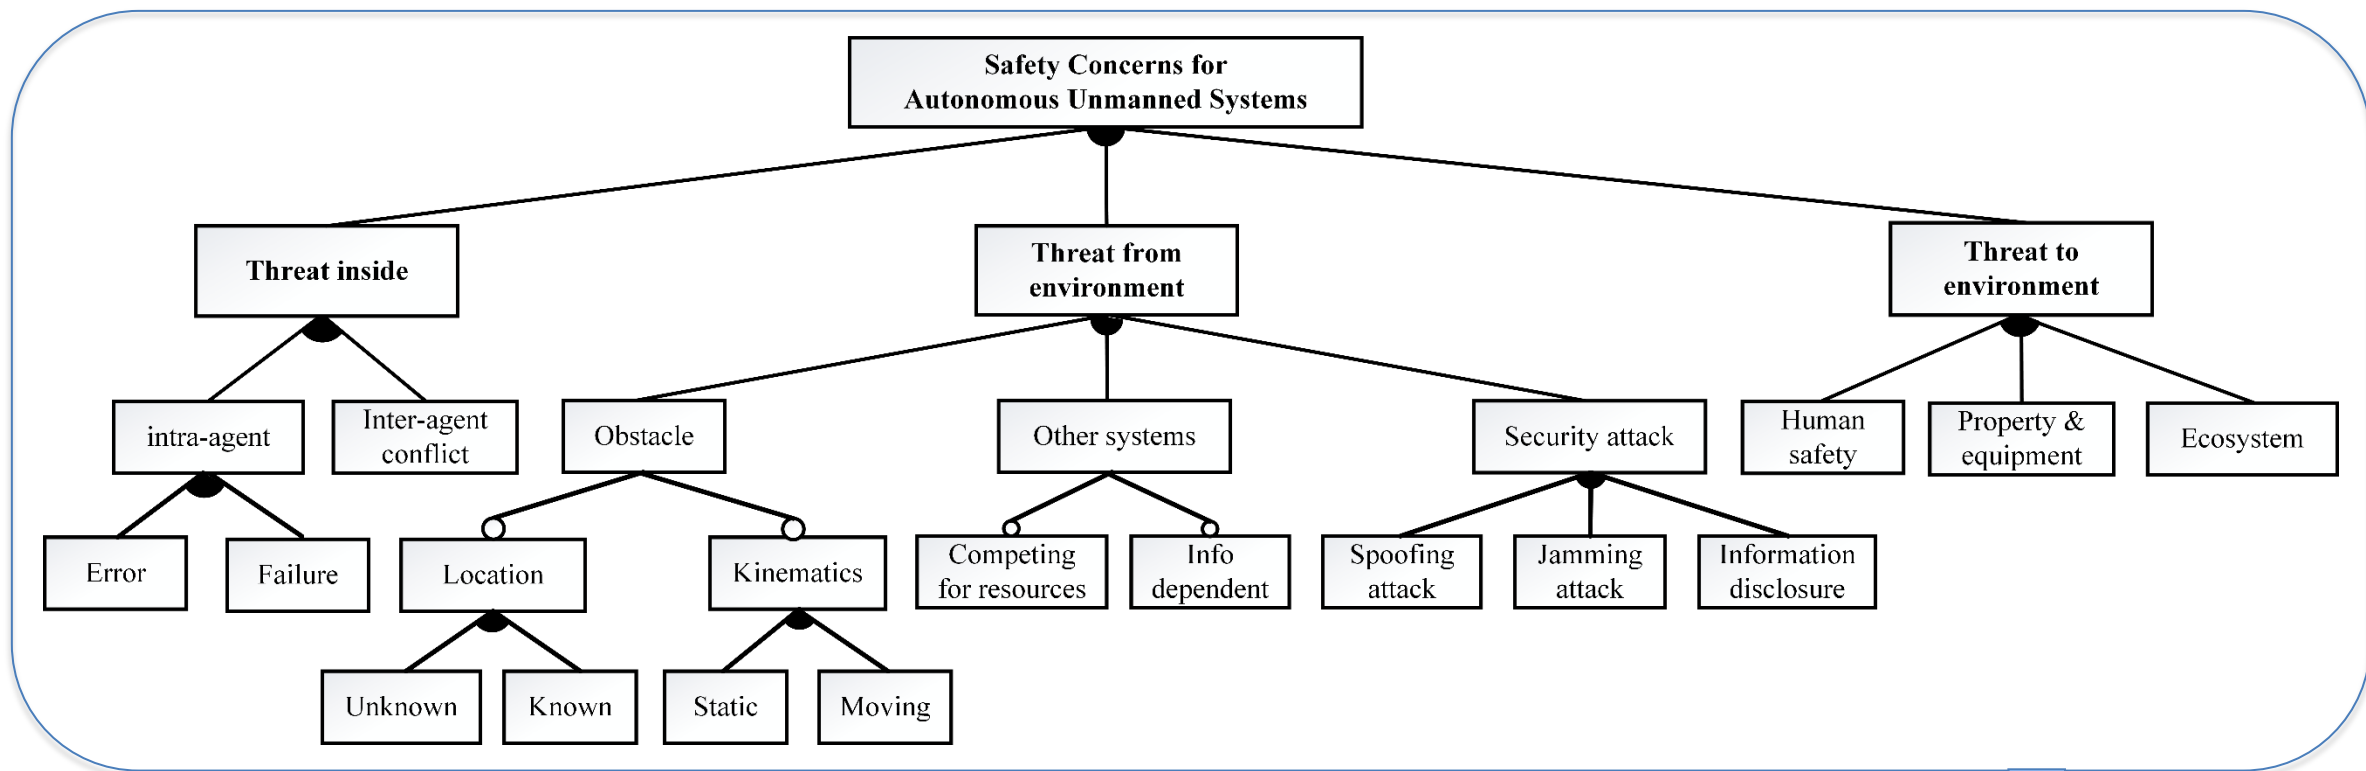 Safety Concerns for
Autonomous Unmanned Systems
Threat inside
Threat from
environment
Threat to
environment
intra-agent
Inter-agent
conflict
Obstacle
Other systems
Security attack
Human
safety
Property &
equipment
Ecosystem
Error
Failure
Location
Kinematics
Competing
for resources
Info
dependent
Spoofing
attack
Jamming
attack
Information
disclosure
Unknown
Known
Static
Moving